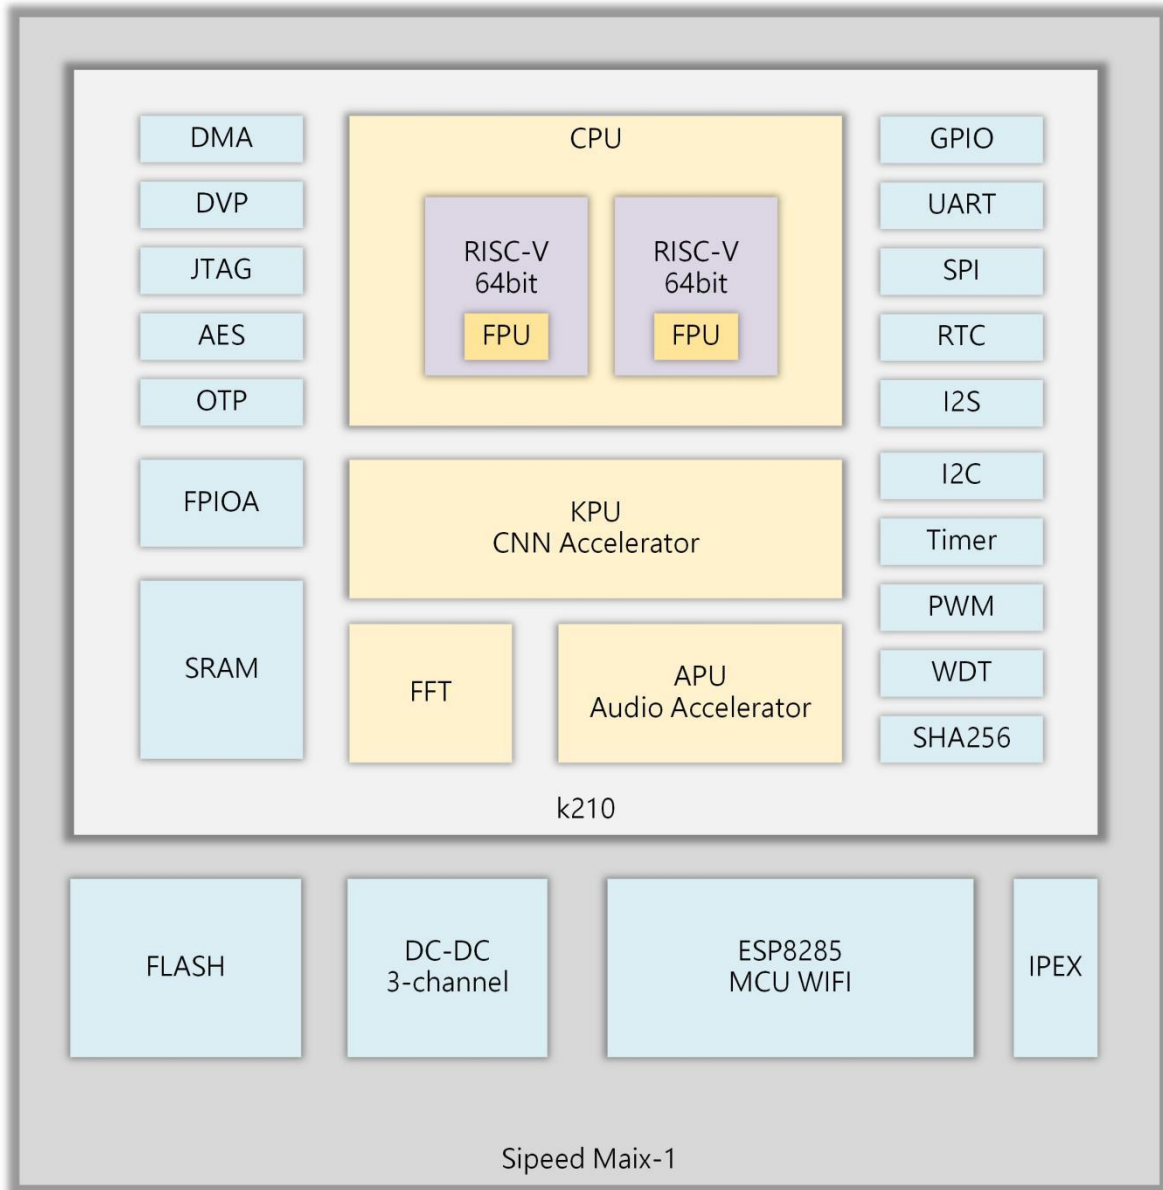 DMA
DVP
JTAG
AES
OTP
FPIOA
SRAM
CPU
RISC-V
64bit
FPU
RISC-V
64bit
FPU
KPU
CNN Accelerator
FFT
APU
Audio Accelerator
GPIO
UART
SPI
RTC
I2S
I2C
Timer
PWM
WDT
SHA256
k210
FLASH
DC-DC
3-channel
ESP8285
MCU WIFI
IPEX
Sipeed Maix-1